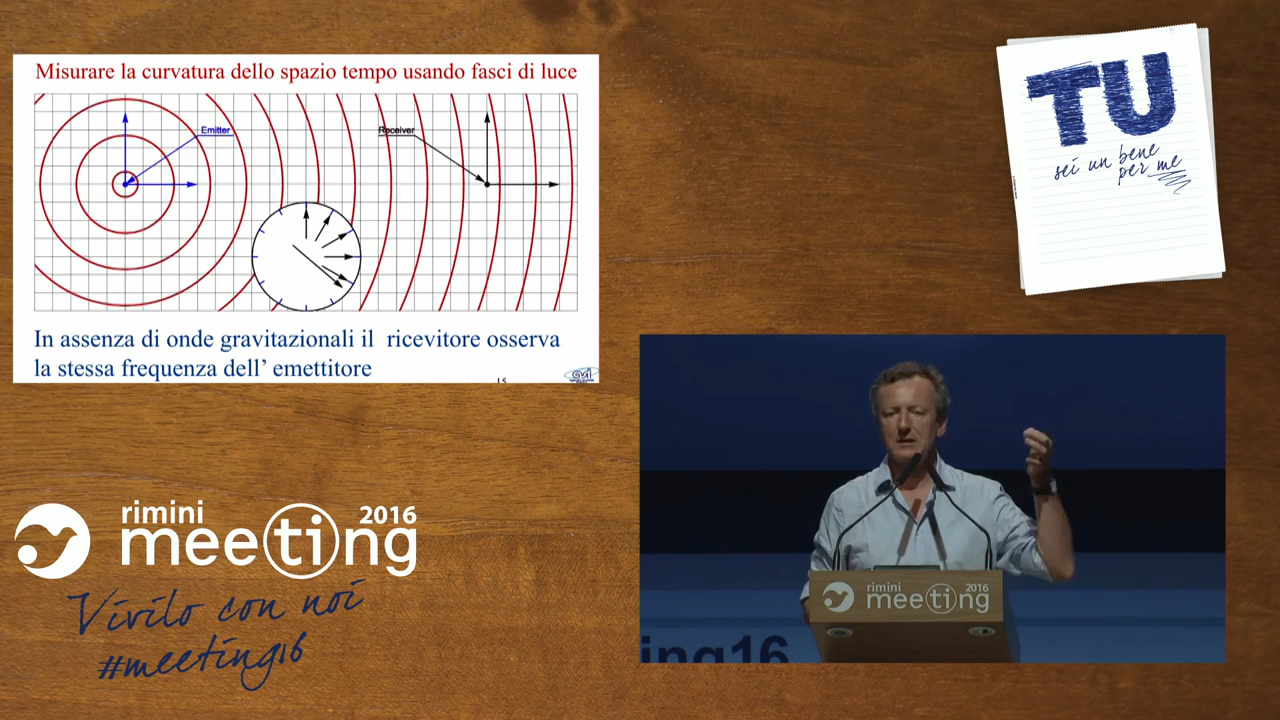 Misurare la curvatura dello spazio tempo usando fasci di luce
Emitter
Receiver
In assenza di onde gravitazionali il ricevitore osserva
la stessa frequenza dell' emettitore
15
TU
sei un bene
per me
rimini
meeting
2016
Vivilo con noi
#meeting16
rimini
meeting
2016
ing16